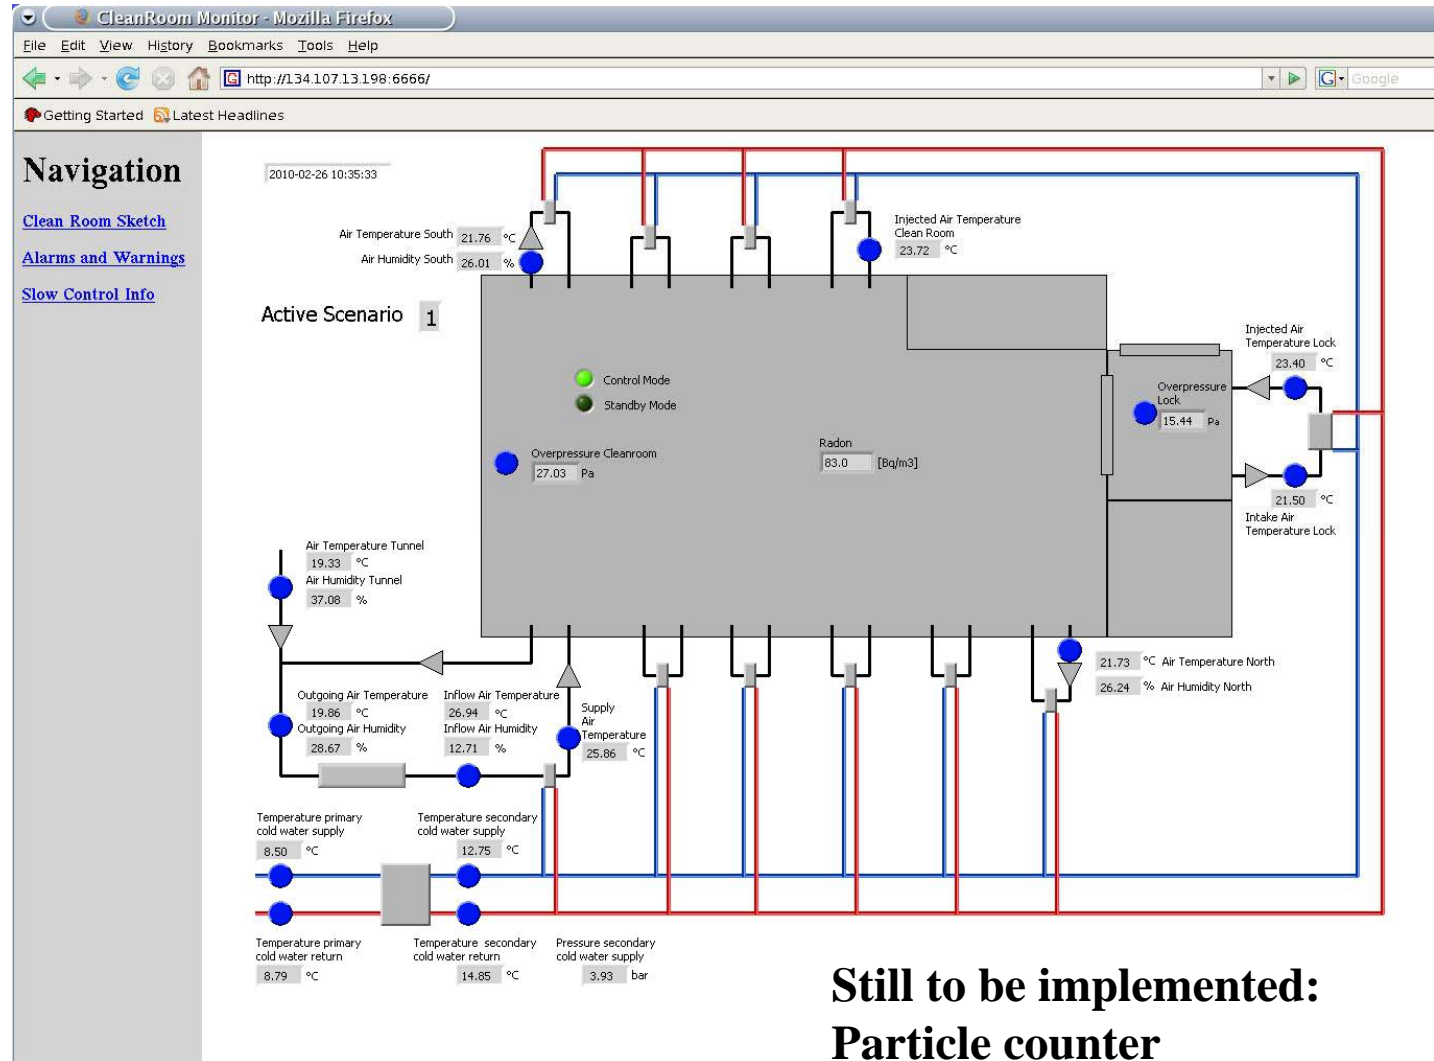 CleanRoom Monitor - Mozilla Firefox
File Edit View History Bookmarks Tools Help
http://134.107.13.198:6666/
G Google
Getting Started Latest Headlines
Navigation
Clean Room Sketch
Alarms and Warnings
Slow Control Info
2010-02-26 10:35:33
Air Temperature South 21.76 °C
Air Humidity South 26.01 %
Injected Air Temperature
Clean Room
23.72 °C
Active Scenario 1
Control Mode
Standby Mode
Overpressure Cleanroom
27.03 Pa
Radon
83.0 [Bq/m3]
Overpressure
Lock
15.44 Pa
Injected Air
Temperature Lock
23.40 °C
21.50 °C
Intake Air
Temperature Lock
Air Temperature Tunnel
19.33 °C
Air Humidity Tunnel
37.08 %
Outgoing Air Temperature
19.86 °C
Outgoing Air Humidity
28.67 %
Inflow Air Temperature
26.94 °C
Inflow Air Humidity
12.71 %
Supply
Air
Temperature
25.86 °C
21.73 °C Air Temperature North
26.24 % Air Humidity North
Temperature primary
cold water supply
8.50 °C
Temperature secondary
cold water supply
12.75 °C
Temperature primary
cold water return
8.79 °C
Temperature secondary
cold water return
14.85 °C
Pressure secondary
cold water supply
3.93 bar
Still to be implemented:
Particle counter